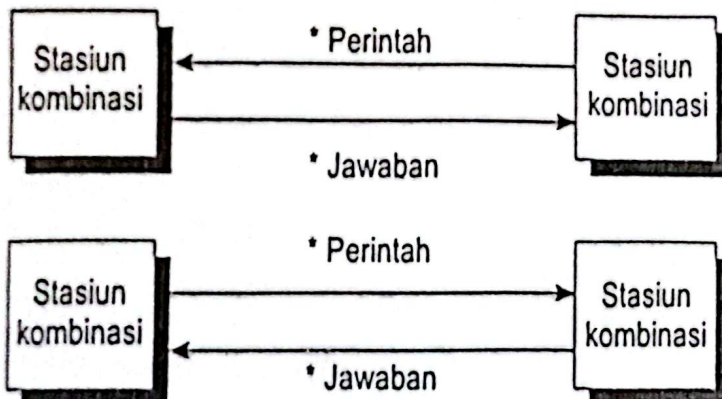 * Perintah
Stasiun
kombinasi
Stasiun
kombinasi
* Jawaban
* Perintah
Stasiun
kombinasi
Stasiun
kombinasi
* Jawaban